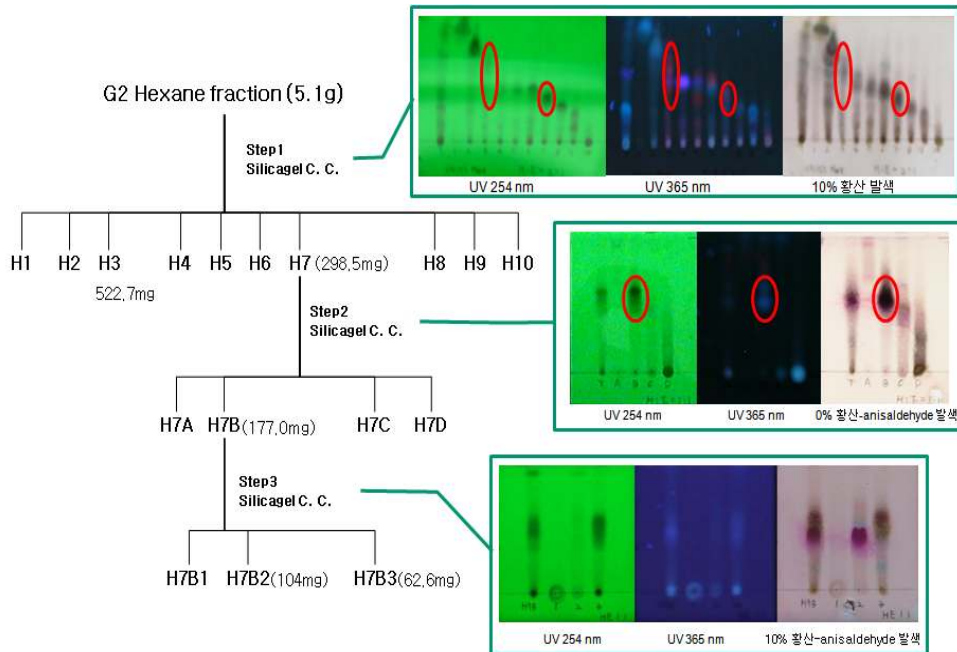 G2 Hexane fraction (5.1g)
Step1
Silicagel C. C.
UV 254 nm
UV 365 nm
10% 황산 발색
H1
H2
H3
H4
H5
H6
H7 (298.5mg)
H8
H9
H10
522.7mg
Step2
Silicagel C. C.
UV 254 nm
UV 365 nm
0% 황산-anisaldehyde 발색
H7A
H7B(177.0mg)
H7C
H7D
Step3
Silicagel C. C.
H7B1
H7B2(104mg)
H7B3(62.6mg)
UV 254 nm
UV 365 nm
10% 황산-anisaldehyde 발색